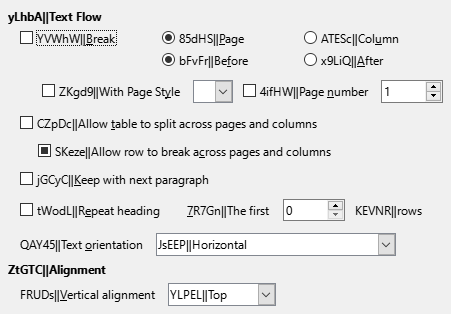 yLhbA||Text Flow
YVWhW||Break 85dHS||Page ATESc||Column
bFvFr||Before x9LiQ||After
ZKgd9||With Page Style 4ifHW||Page number 1
CZpDc||Allow table to split across pages and columns
SKeze||Allow row to break across pages and columns
jGCyC||Keep with next paragraph
tWodL||Repeat heading 7R7Gn||The first 0 KEVNR||rows
QAY45||Text orientation JsEEP||Horizontal
ZtGTC||Alignment
FRUDs||Vertical alignment YLPEL||Top